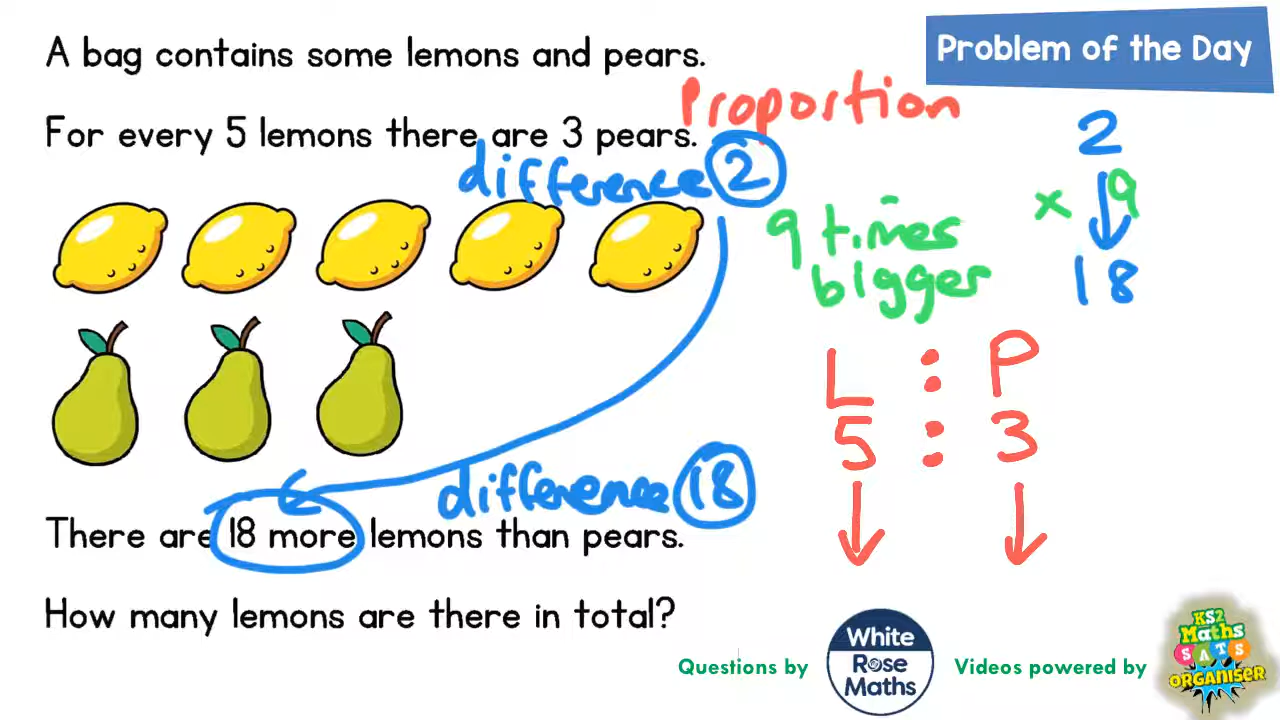 A bag contains some lemons and pears.
Problem of the Day
Proportion
For every 5 lemons there are 3 pears.
difference 2
2
x 9
18
9 times
bigger
L : P
5 : 3
difference 18
There are 18 more lemons than pears.
How many lemons are there in total?
Questions by
White
Rose
Maths
Videos powered by
KS2
Maths
SATS
ORGANISER